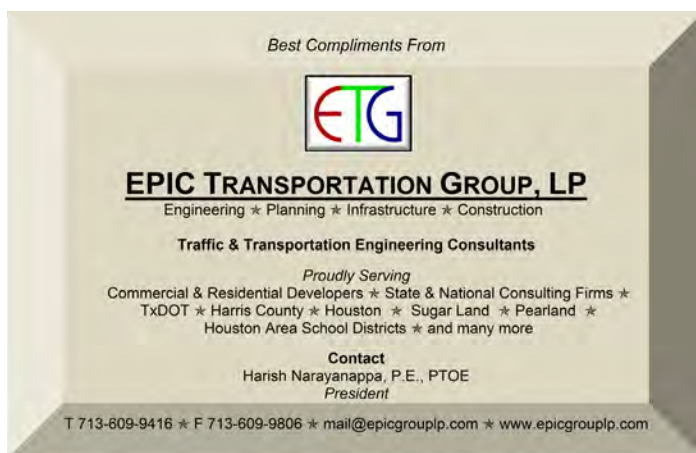 Best Compliments From
ETG
EPIC TRANSPORTATION GROUP, LP
Engineering ★ Planning ★ Infrastructure ★ Construction
Traffic & Transportation Engineering Consultants
Proudly Serving
Commercial & Residential Developers ★ State & National Consulting Firms ★
TxDOT ★ Harris County ★ Houston ★ Sugar Land ★ Pearland ★
Houston Area School Districts ★ and many more
Contact
Harish Narayanappa, P.E., PTOE
President
T 713-609-9416 ★ F 713-609-9806 ★ mail@epicgrouplp.com ★ www.epicgrouplp.com